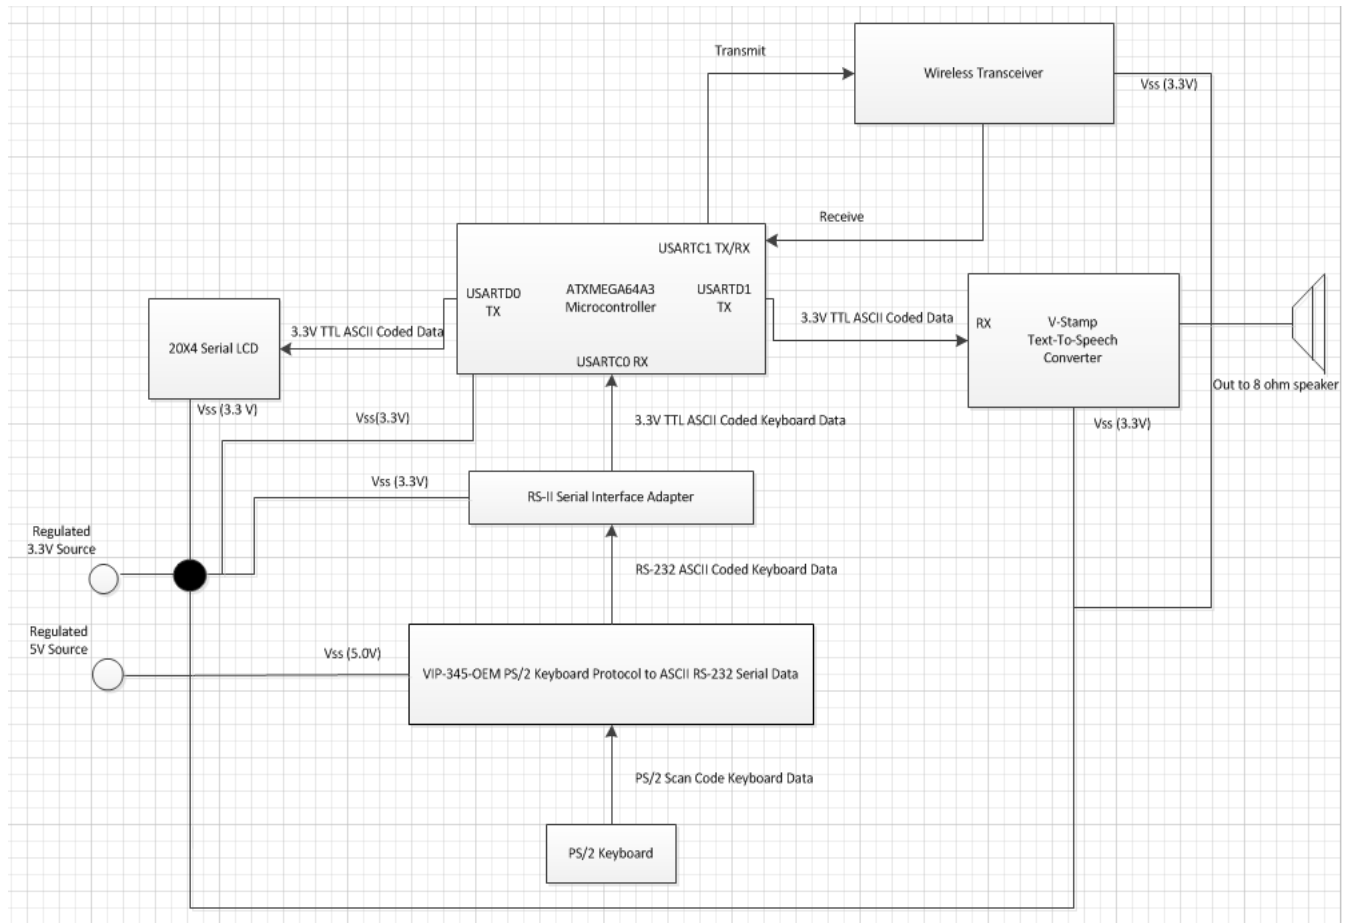 Transmit
Wireless Transceiver
Vss (3.3V)
Receive
USARTC1 TX/RX
USARTD0
TX
ATXMEGA64A3
Microcontroller
USARTD1
TX
USARTC0 RX
20X4 Serial LCD
3.3V TTL ASCII Coded Data
3.3V TTL ASCII Coded Data
RX
V-Stamp
Text-To-Speech
Converter
Out to 8 ohm speaker
Vss (3.3 V)
Vss(3.3V)
3.3V TTL ASCII Coded Keyboard Data
Vss (3.3V)
Vss (3.3V)
RS-II Serial Interface Adapter
Regulated
3.3V Source
RS-232 ASCII Coded Keyboard Data
Regulated
5V Source
Vss (5.0V)
VIP-345-OEM PS/2 Keyboard Protocol to ASCII RS-232 Serial Data
PS/2 Scan Code Keyboard Data
PS/2 Keyboard